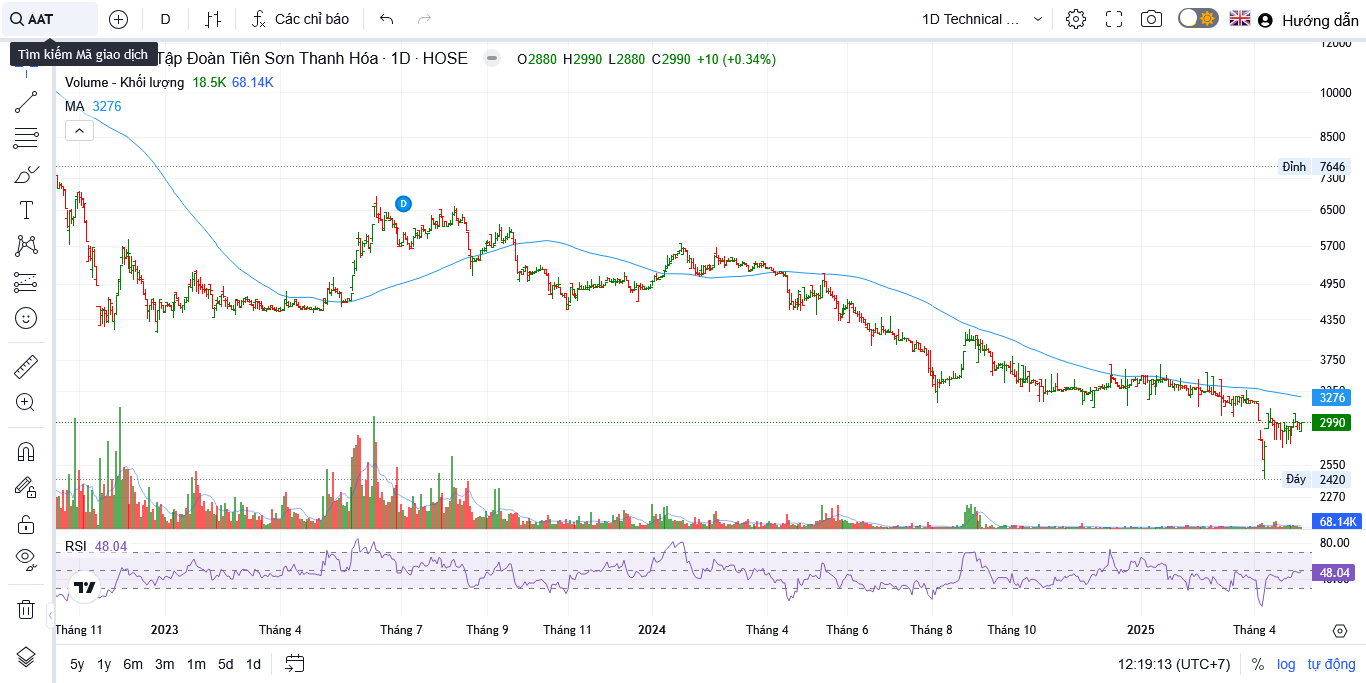 AAT
D
Các chỉ báo
1D Technical ...
Hướng dẫn
Tìm kiếm Mã giao dịch
Tập Đoàn Tiên Sơn Thanh Hóa · 1D · HOSE
O2880 H2990 L2880 C2990 +10 (+0.34%)
Volume - Khối lượng 18.5K 68.14K
MA 3276
D
12000
10000
8500
Đỉnh 7646
7300
6500
5700
4950
4350
3750
3276
2990
2550
Đáy 2420
2270
68.14K
RSI 48.04
80.00
48.04
Tháng 11
2023
Tháng 4
Tháng 7
Tháng 9
Tháng 11
2024
Tháng 4
Tháng 6
Tháng 8
Tháng 10
2025
Tháng 4
5y 1y 6m 3m 1m 5d 1d
12:19:13 (UTC+7) % log tự động